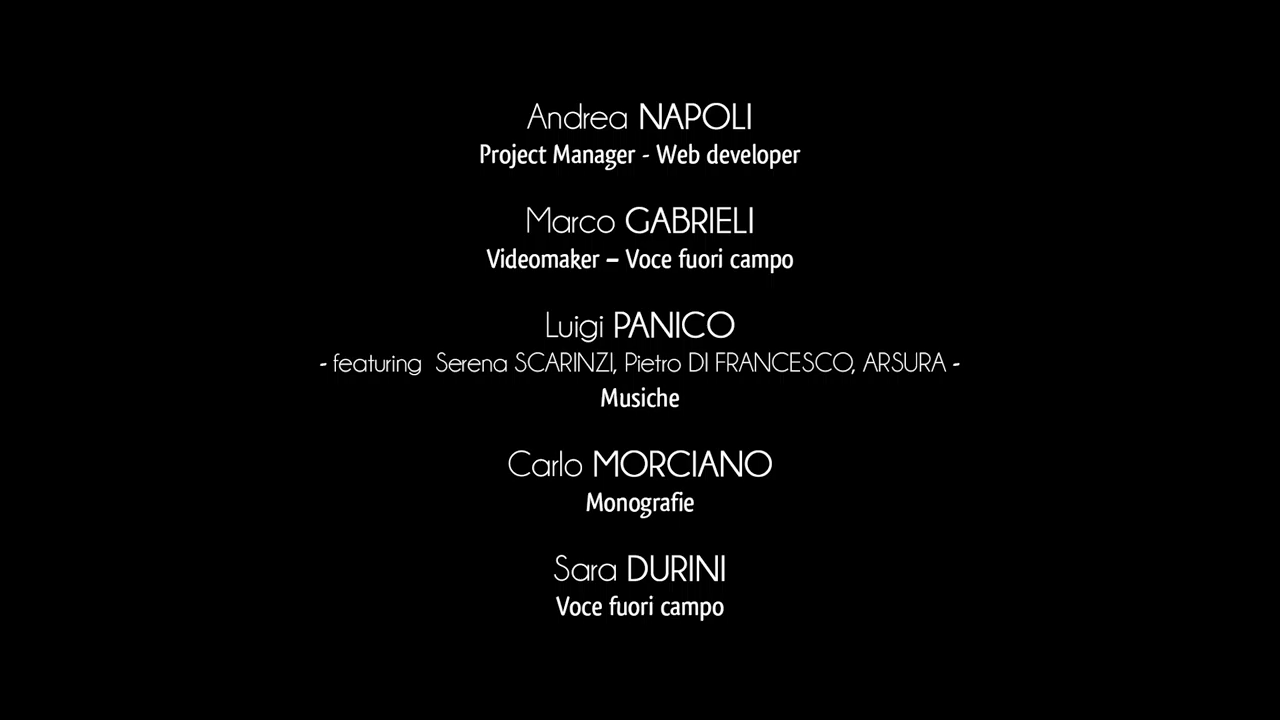 Andrea NAPOLI
Project Manager - Web developer
Marco GABRIELI
Videomaker – Voce fuori campo
Luigi PANICO
- featuring Serena SCARINZI, Pietro DI FRANCESCO, ARSURA -
Musiche
Carlo MORCIANO
Monografie
Sara DURINI
Voce fuori campo